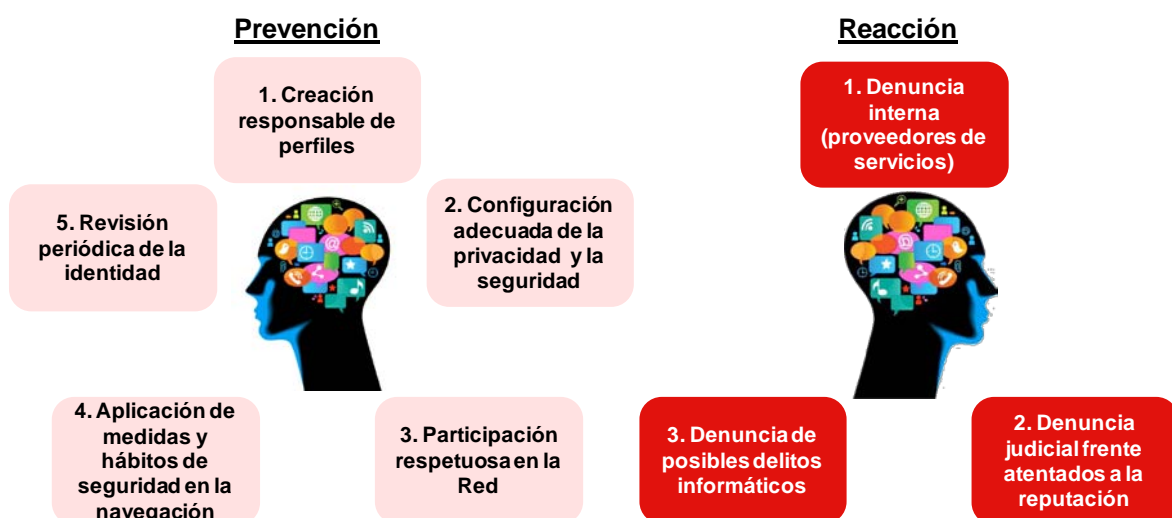 Prevención
1. Creación
responsable de
perfiles
2. Configuración
adecuada de la
privacidad y la
seguridad
3. Participación
respetuosa en la
Red
4. Aplicación de
medidas y
hábitos de
seguridad en la
navegación
5. Revisión
periódica de la
identidad
Reacción
1. Denuncia
interna
(proveedores de
servicios)
2. Denuncia
judicial frente
atentados a la
reputación
3. Denuncia de
posibles delitos
informáticos